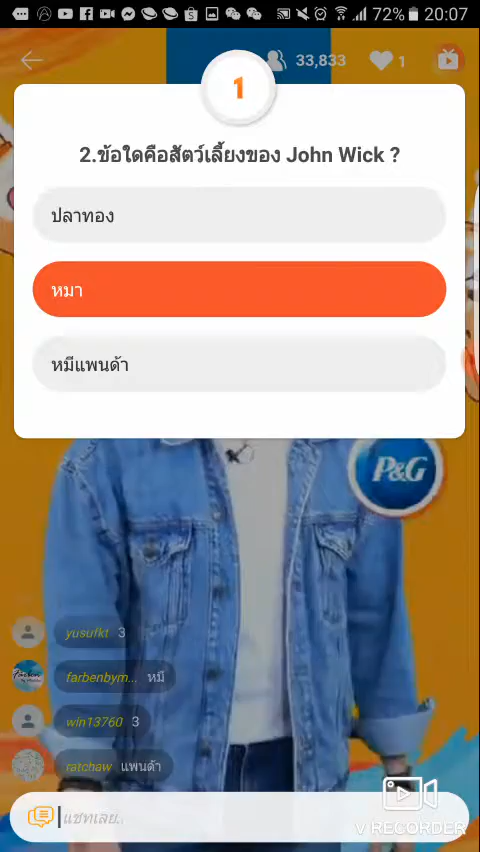 72% 20:07
33,833
1
1
2.ข้อใดคือสัตว์เลี้ยงของ John Wick ?
ปลาทอง
หมา
หมีแพนด้า
P&G
yusufkt 3
farbenbym... หมี
win13760 3
ratchaw แพนด้า
แชทเลย..
V RECORDER